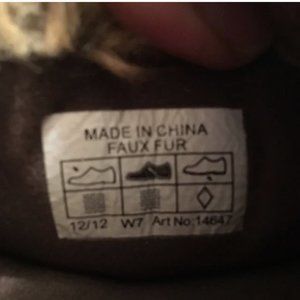 MADE IN CHINA
FAUX FUR
12/12 W7 Art No:14647